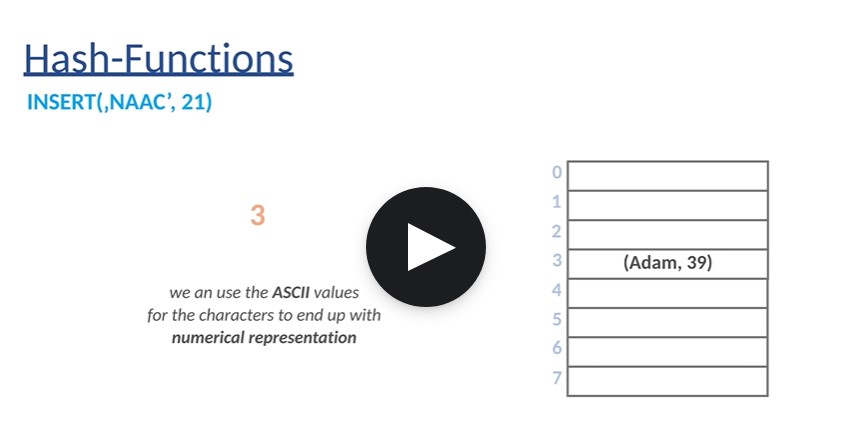 Hash-Functions
INSERT(‚NAAC’, 21)
3
we an use the ASCII values
for the characters to end up with
numerical representation
0
1
2
3 (Adam, 39)
4
5
6
7